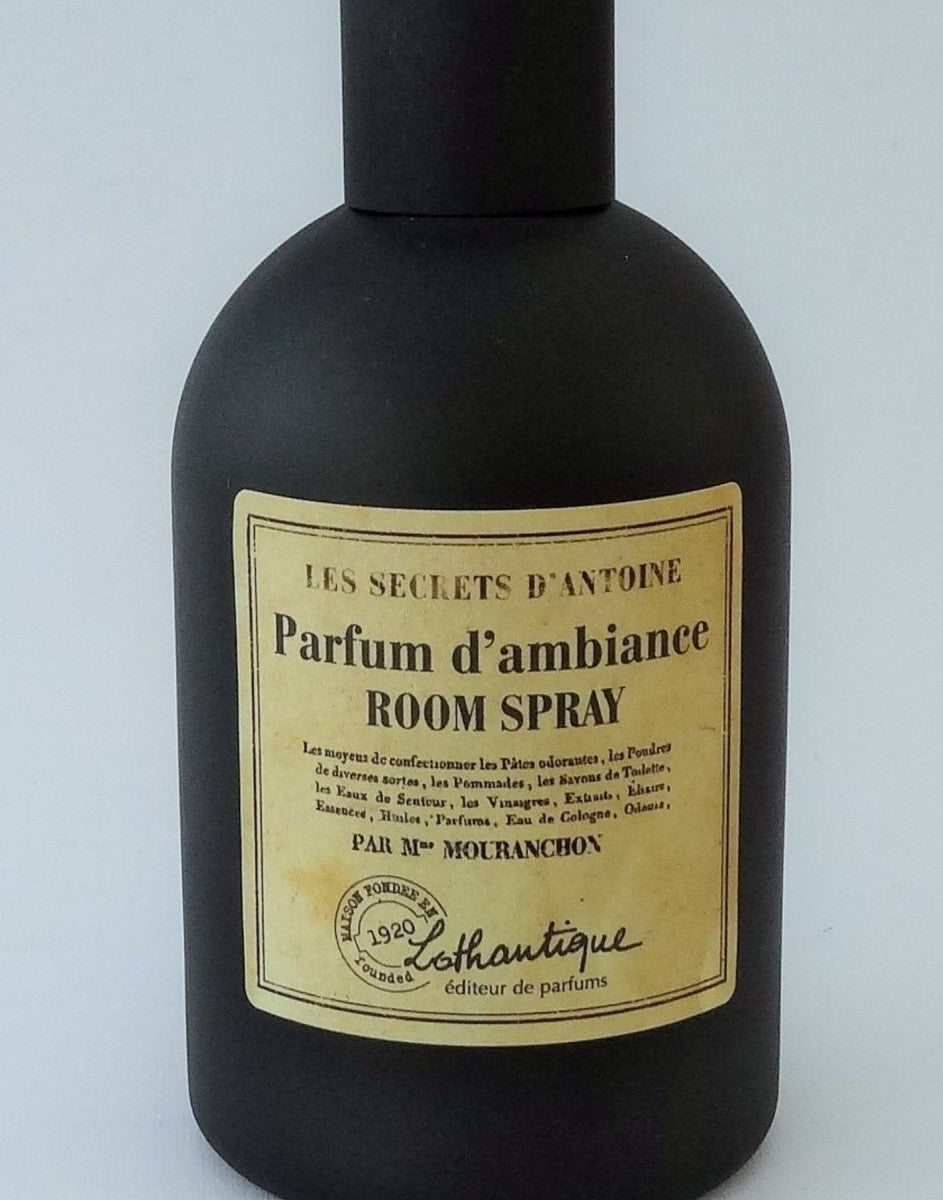 LES SECRETS D'ANTOINE
Parfum d'ambiance
ROOM SPRAY
Les moyens de confectionner les Pâtes odorantes, les Poudres
de diverses sortes, les Pommades, les Savons de Toilette,
les Eaux de Senteur, les Vinaigres, Extraits, Élixirs,
Essences, Huiles, Parfums, Eau de Cologne, Odeurs,
PAR Mme MOURANCHON
MAISON FONDEE EN
1920
founded
Lothantique
éditeur de parfums